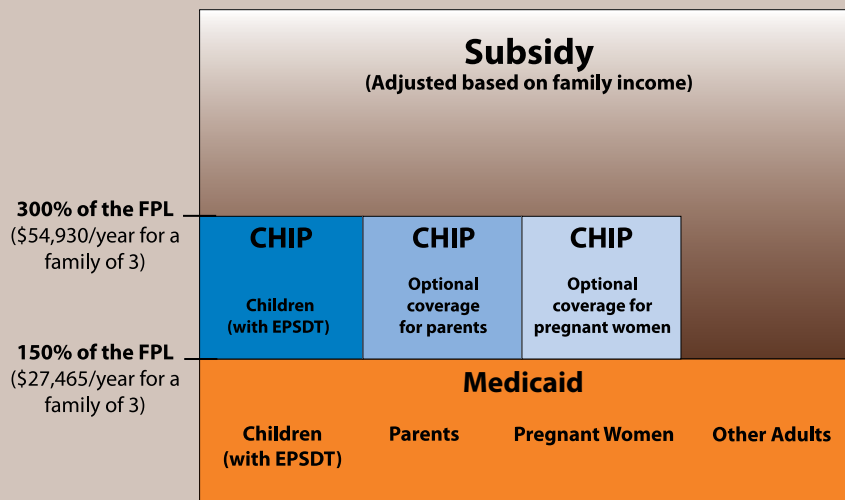 Subsidy
(Adjusted based on family income)
300% of the FPL
($54,930/year for a
family of 3)
CHIP
Children
(with EPSDT)
CHIP
Optional
coverage
for parents
CHIP
Optional
coverage for
pregnant women
150% of the FPL
($27,465/year for a
family of 3)
Medicaid
Children
(with EPSDT)
Parents
Pregnant Women
Other Adults